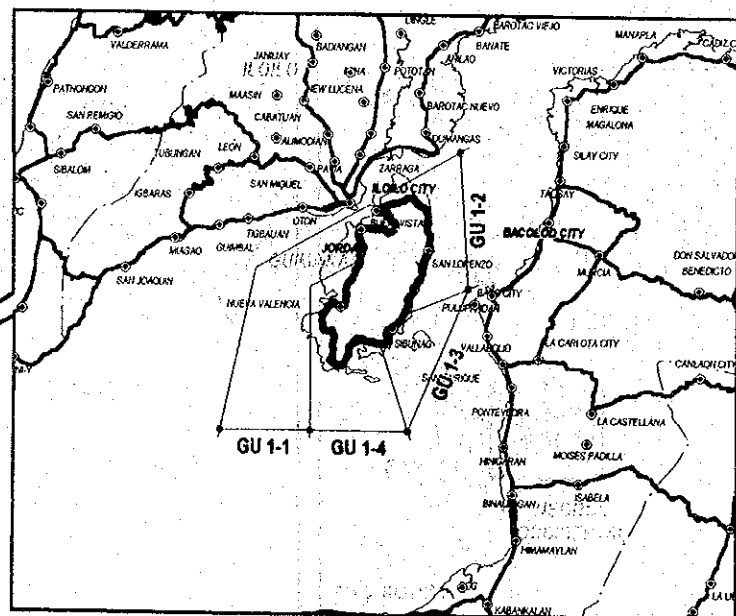 DINGLE
BAROTAC VIEJO
VALDERRAMA
BADIANGAN
BANATE
MANAPLA
JANIUAY
ANILAO
CADIZ
ILOILO
POTOTAN
VICTORIAS
PATNONGON
MAASIN
NEW LUCENA
BAROTAC NUEVO
ENRIQUE
MAGALONA
SAN REMIGIO
CABATUAN
ALIMODIAN
DUMANGAS
TUBUNGAN
LEON
PAVIA
SILAY CITY
SIBALOM
ZARRAGA
IGBARAS
SAN MIGUEL
ILOILO CITY
TALISAY
OTON
GU 1-2
TIGBAUAN
BACOLOD CITY
MIAGAO
GUIMBAL
JORDAN
DON SALVADOR
BENEDICTO
SAN JOAQUIN
SAN LORENZO
MURCIA
NUEVA VALENCIA
BAGO CITY
PULUPANDAN
SIBUNAG
VALLADOLID
LA CARLOTA CITY
SAN ENRIQUE
GU 1-3
CANLAON CITY
PONTEVEDRA
LA CASTELLANA
GU 1-1
GU 1-4
HINIGARAN
MOISES PADILLA
BINALBAGAN
ISABELA
NEGROS
OCCIDENTAL
HIMAMAYLAN
KABANKALAN